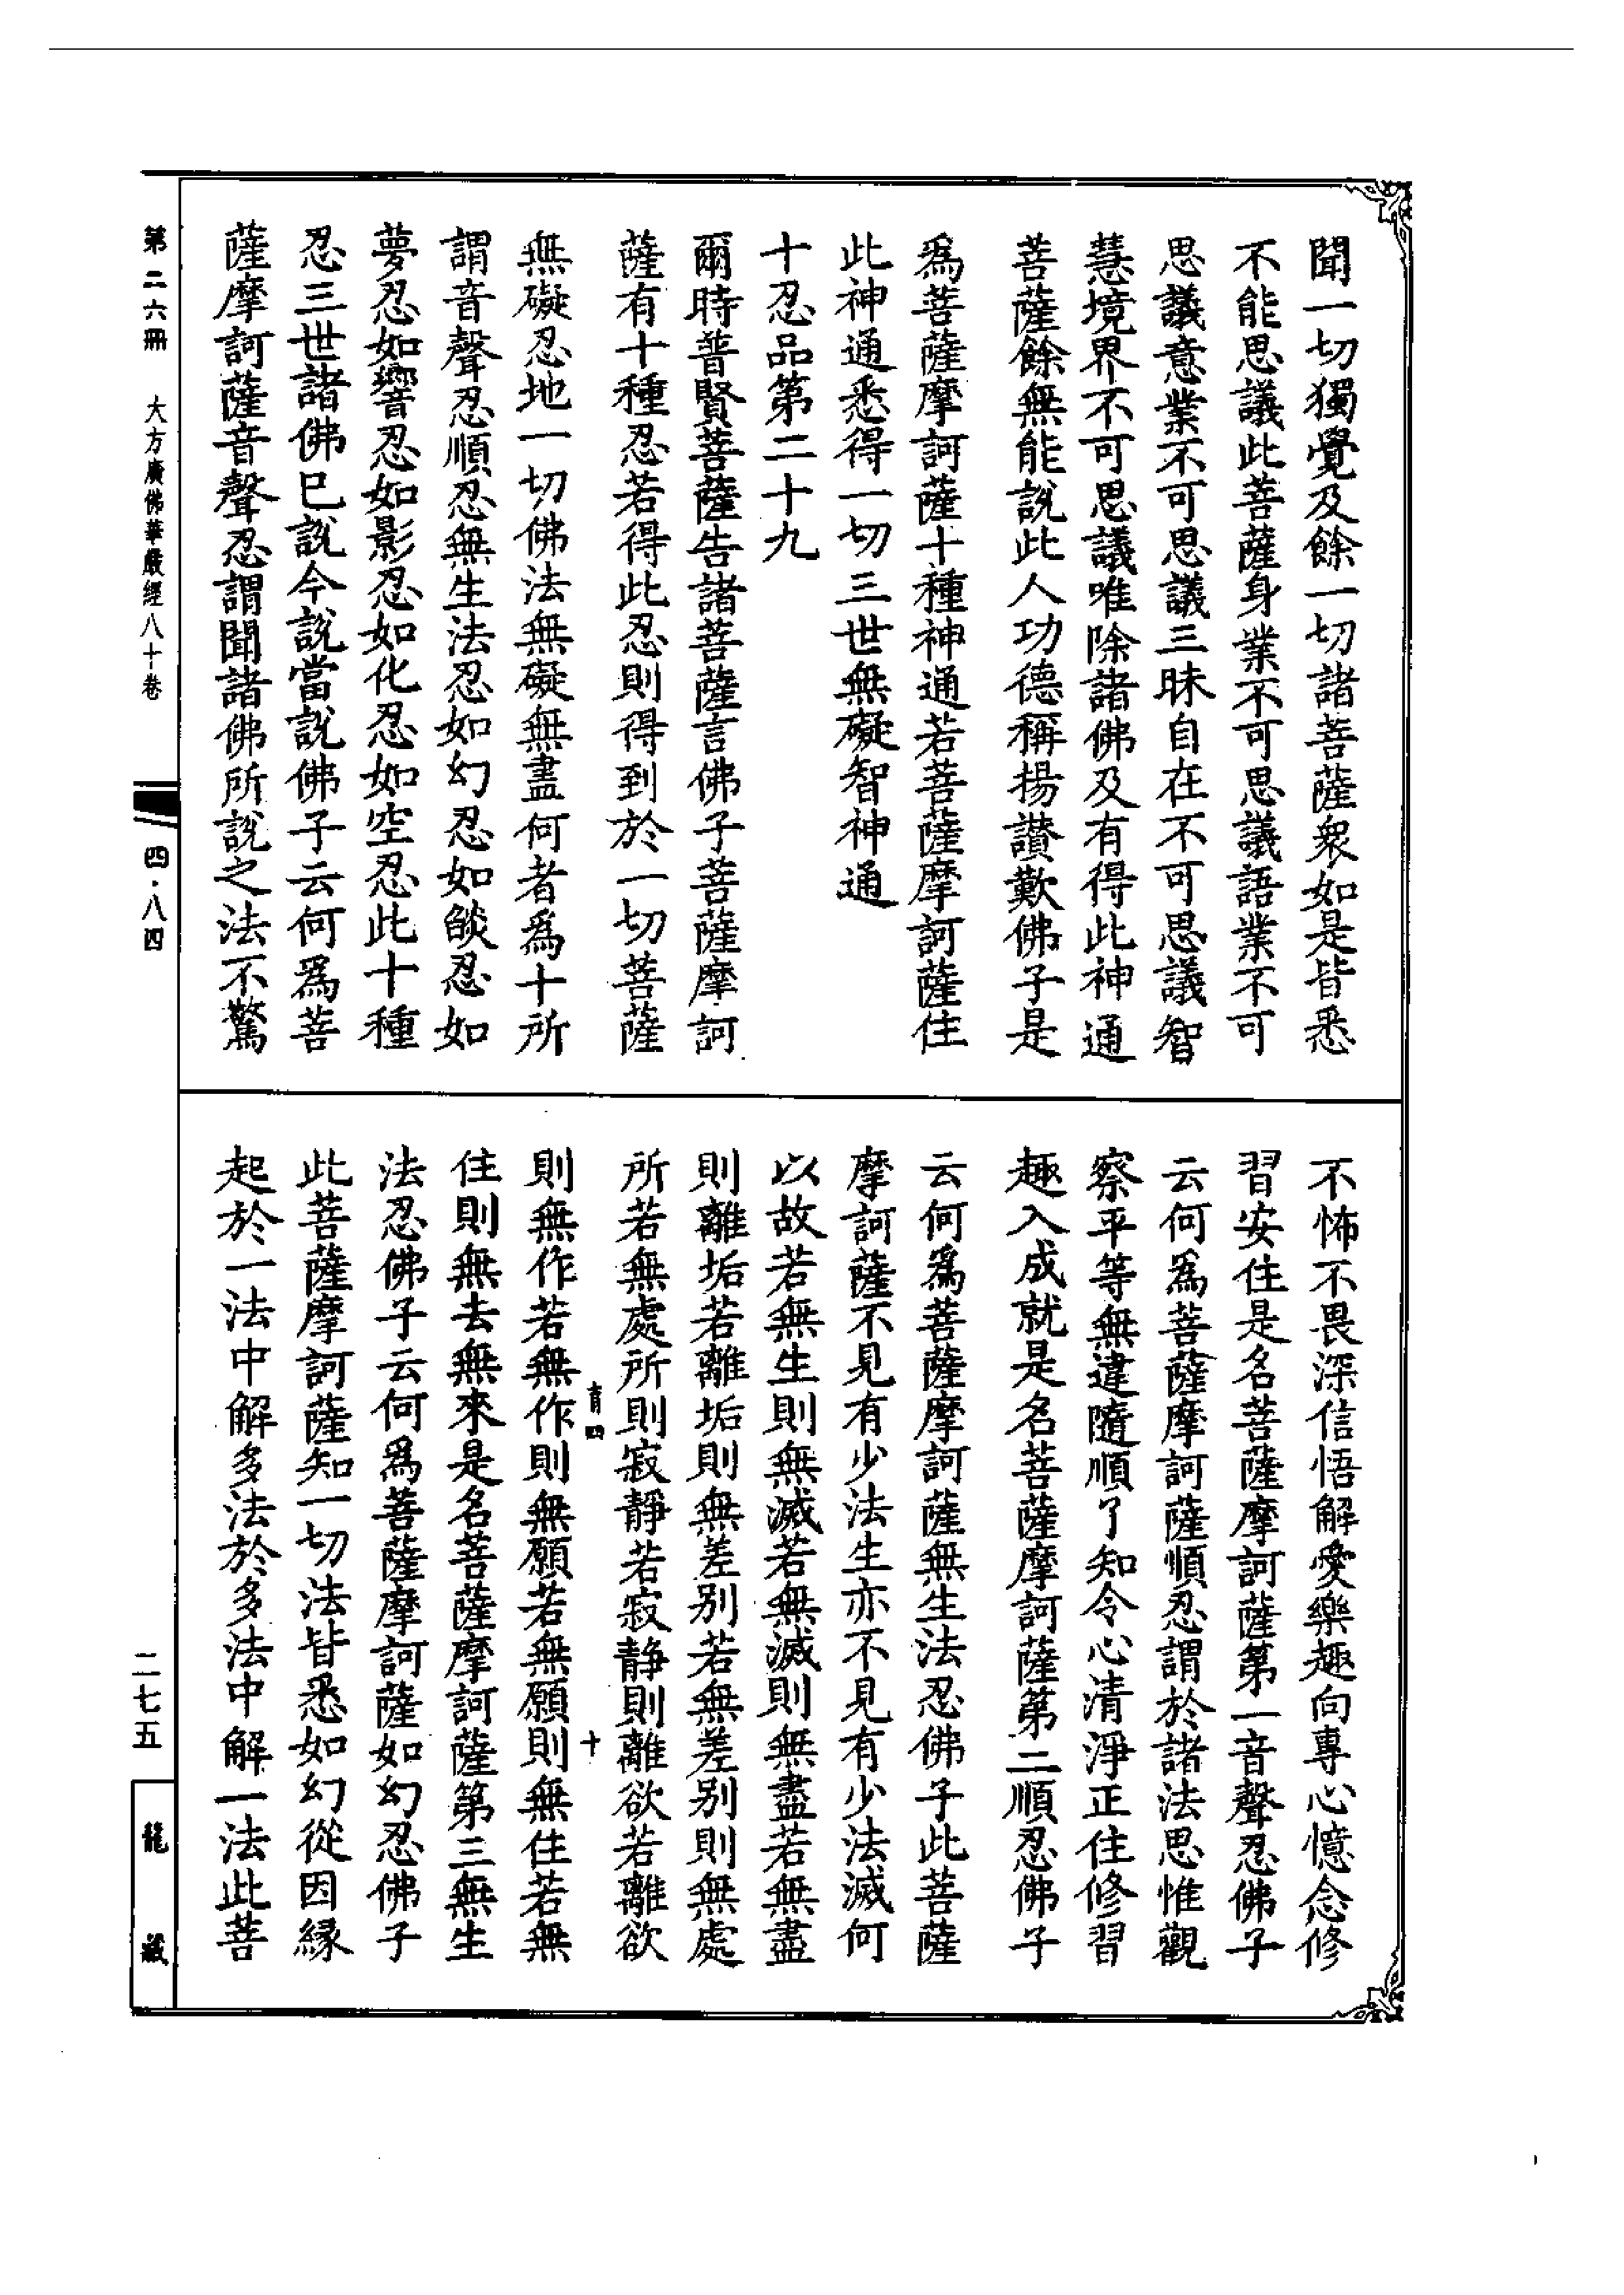 聞一切獨覺及餘一切諸菩薩衆如是皆悉
不能思議此菩薩身業不可思議語業不可
思議意業不可思議三昧自在不可思議智
慧境界不可思議唯除諸佛及有得此神通
菩薩餘無能說此人功德稱揚讚歎佛子是
爲菩薩摩訶薩十種神通若菩薩摩訶薩住
此神通悉得一切三世無礙智神通
十忍品第二十九
爾時普賢菩薩告諸菩薩言佛子菩薩摩訶
薩有十種忍若得此忍則得到於一切菩薩
無礙忍地一切佛法無礙無盡何者爲十所
謂音聲忍順忍無生法忍如幻忍如燄忍如
夢忍如響忍如影忍如化忍如空忍此十種
忍三世諸佛巳說今說當說佛子云何爲菩
薩摩訶薩音聲忍謂聞諸佛所說之法不驚
不怖不畏深信悟解愛樂趣向專心憶念修
習安住是名菩薩摩訶薩第一音聲忍佛子
云何爲菩薩摩訶薩順忍謂於諸法思惟觀
察平等無違隨順了知令心清淨正住修習
趣入成就是名菩薩摩訶薩第二順忍佛子
云何爲菩薩摩訶薩無生法忍佛子此菩薩
摩訶薩不見有少法生亦不見有少法滅何
以故若無生則無滅若無滅則無盡若無盡
則離垢若離垢則無差别若無差别則無處
所若無處所則寂靜若寂静則離欲若離欲
育四 十
則無作若無作則無願若無願則無住若無
住則無去無來是名菩薩摩訶薩第三無生
法忍佛子云何爲菩薩摩訶薩如幻忍佛子
此菩薩摩訶薩知一切法皆悉如幻從因緣
起於一法中解多法於多法中解一法此菩
第二六冊 大方廣佛華嚴經八十卷 四·八四
二七五 龍藏